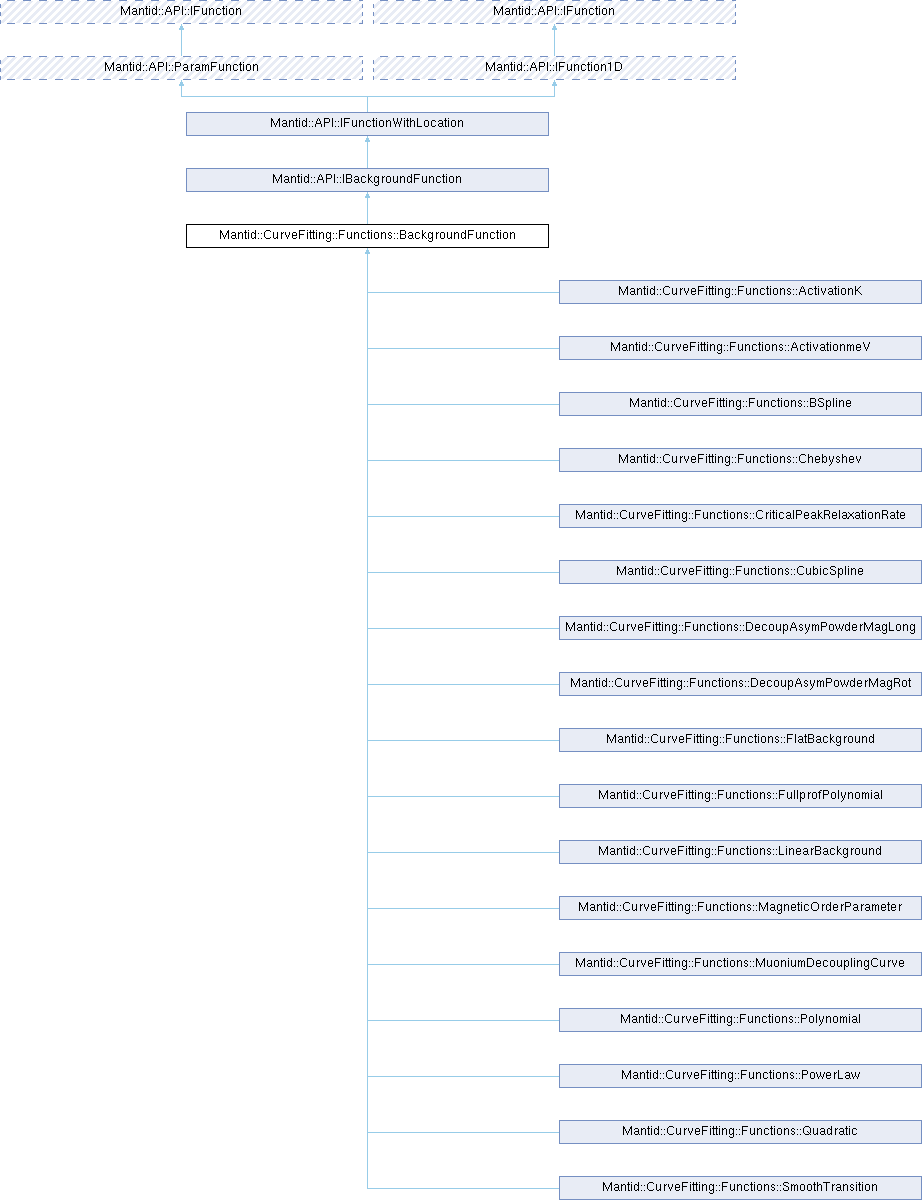 Mantid::API::IFunction
Mantid::API::IFunction
Mantid::API::ParamFunction
Mantid::API::IFunction1D
Mantid::API::IFunctionWithLocation
Mantid::API::IBackgroundFunction
Mantid::CurveFitting::Functions::BackgroundFunction
Mantid::CurveFitting::Functions::ActivationK
Mantid::CurveFitting::Functions::ActivationmeV
Mantid::CurveFitting::Functions::BSpline
Mantid::CurveFitting::Functions::Chebyshev
Mantid::CurveFitting::Functions::CriticalPeakRelaxationRate
Mantid::CurveFitting::Functions::CubicSpline
Mantid::CurveFitting::Functions::DecoupAsymPowderMagLong
Mantid::CurveFitting::Functions::DecoupAsymPowderMagRot
Mantid::CurveFitting::Functions::FlatBackground
Mantid::CurveFitting::Functions::FullprofPolynomial
Mantid::CurveFitting::Functions::LinearBackground
Mantid::CurveFitting::Functions::MagneticOrderParameter
Mantid::CurveFitting::Functions::MuoniumDecouplingCurve
Mantid::CurveFitting::Functions::Polynomial
Mantid::CurveFitting::Functions::PowerLaw
Mantid::CurveFitting::Functions::Quadratic
Mantid::CurveFitting::Functions::SmoothTransition